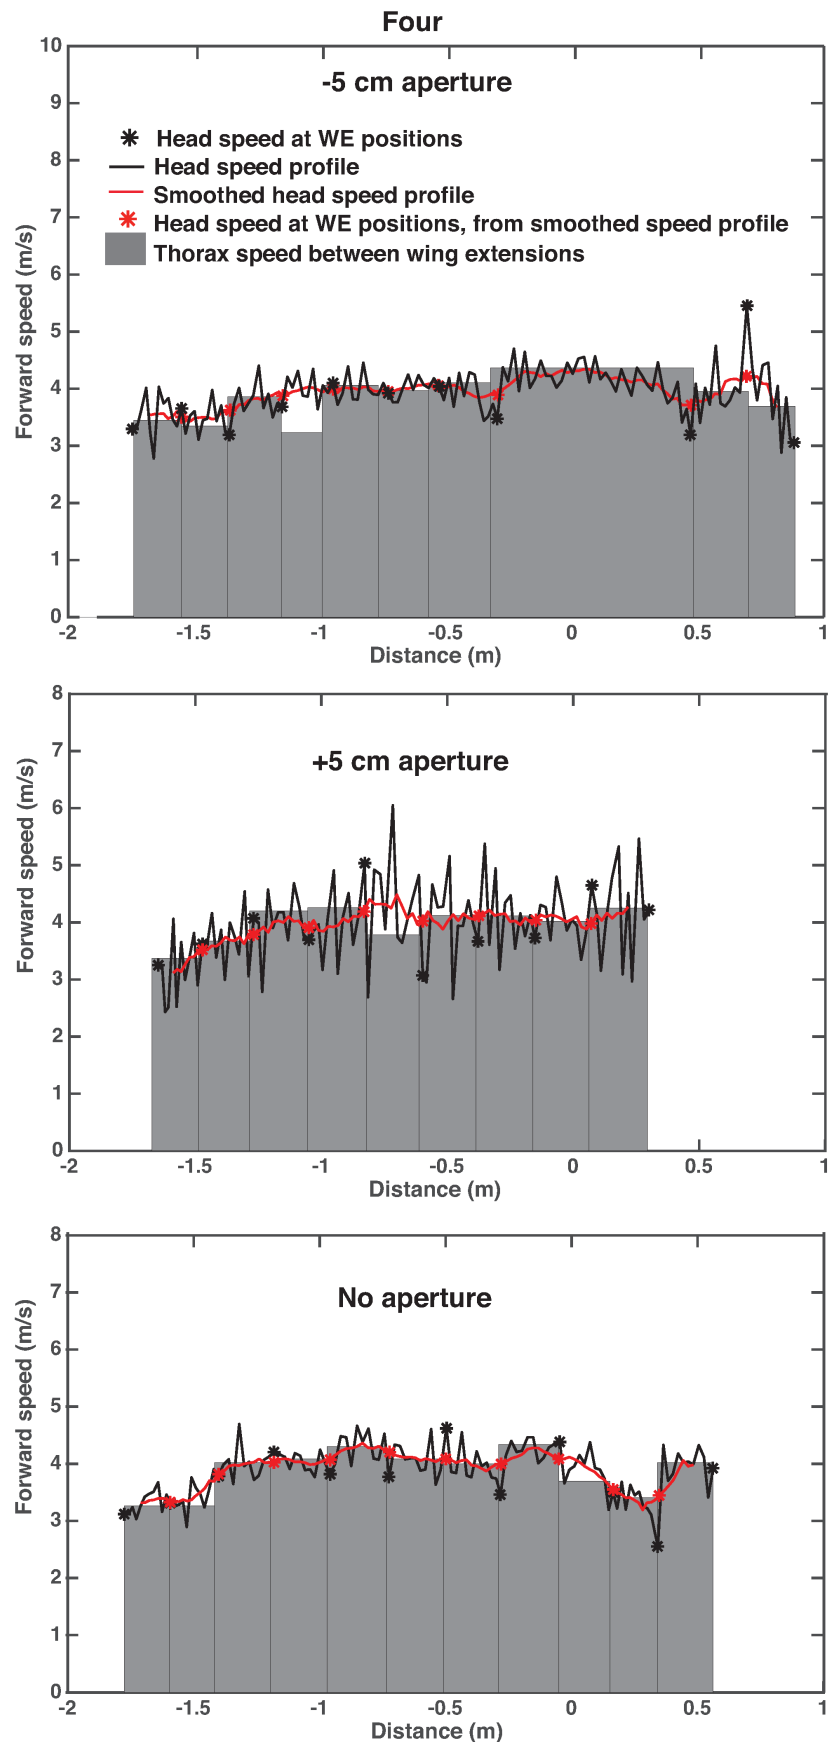 Four
-5 cm aperture
Head speed at WE positions
Head speed profile
Smoothed head speed profile
Head speed at WE positions, from smoothed speed profile
Thorax speed between wing extensions
Forward speed (m/s)
10
9
8
7
6
5
4
3
2
1
0
-2 -1.5 -1 -0.5 0 0.5 1
Distance (m)
+5 cm aperture
Forward speed (m/s)
8
7
6
5
4
3
2
1
0
-2 -1.5 -1 -0.5 0 0.5 1
Distance (m)
No aperture
Forward speed (m/s)
8
7
6
5
4
3
2
1
0
-2 -1.5 -1 -0.5 0 0.5 1
Distance (m)